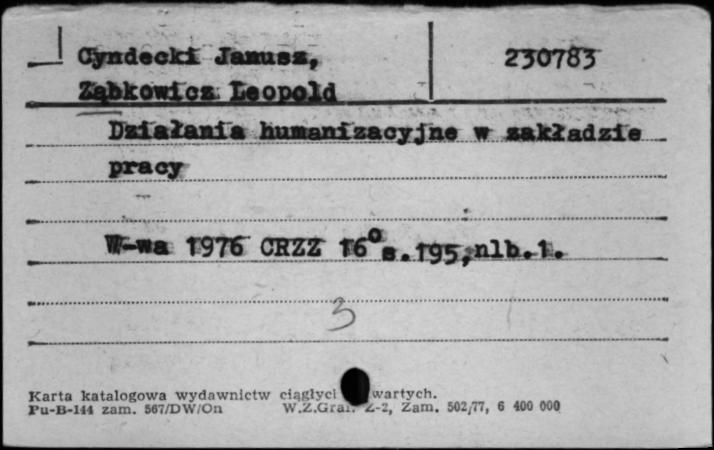 Cyndecki Janusz, 230783
Ząbkowicz Leopold
Działania humanizacyjne w zakładzie
pracy
W-wa 1976 CRZZ 16° s.195,nlb.1.
3
Karta katalogowa wydawnictw wartych.
Pu-B-144 zam. 567/DW/On W.Z.Graf. Z-2, Zam. 502/77, 6 400 000